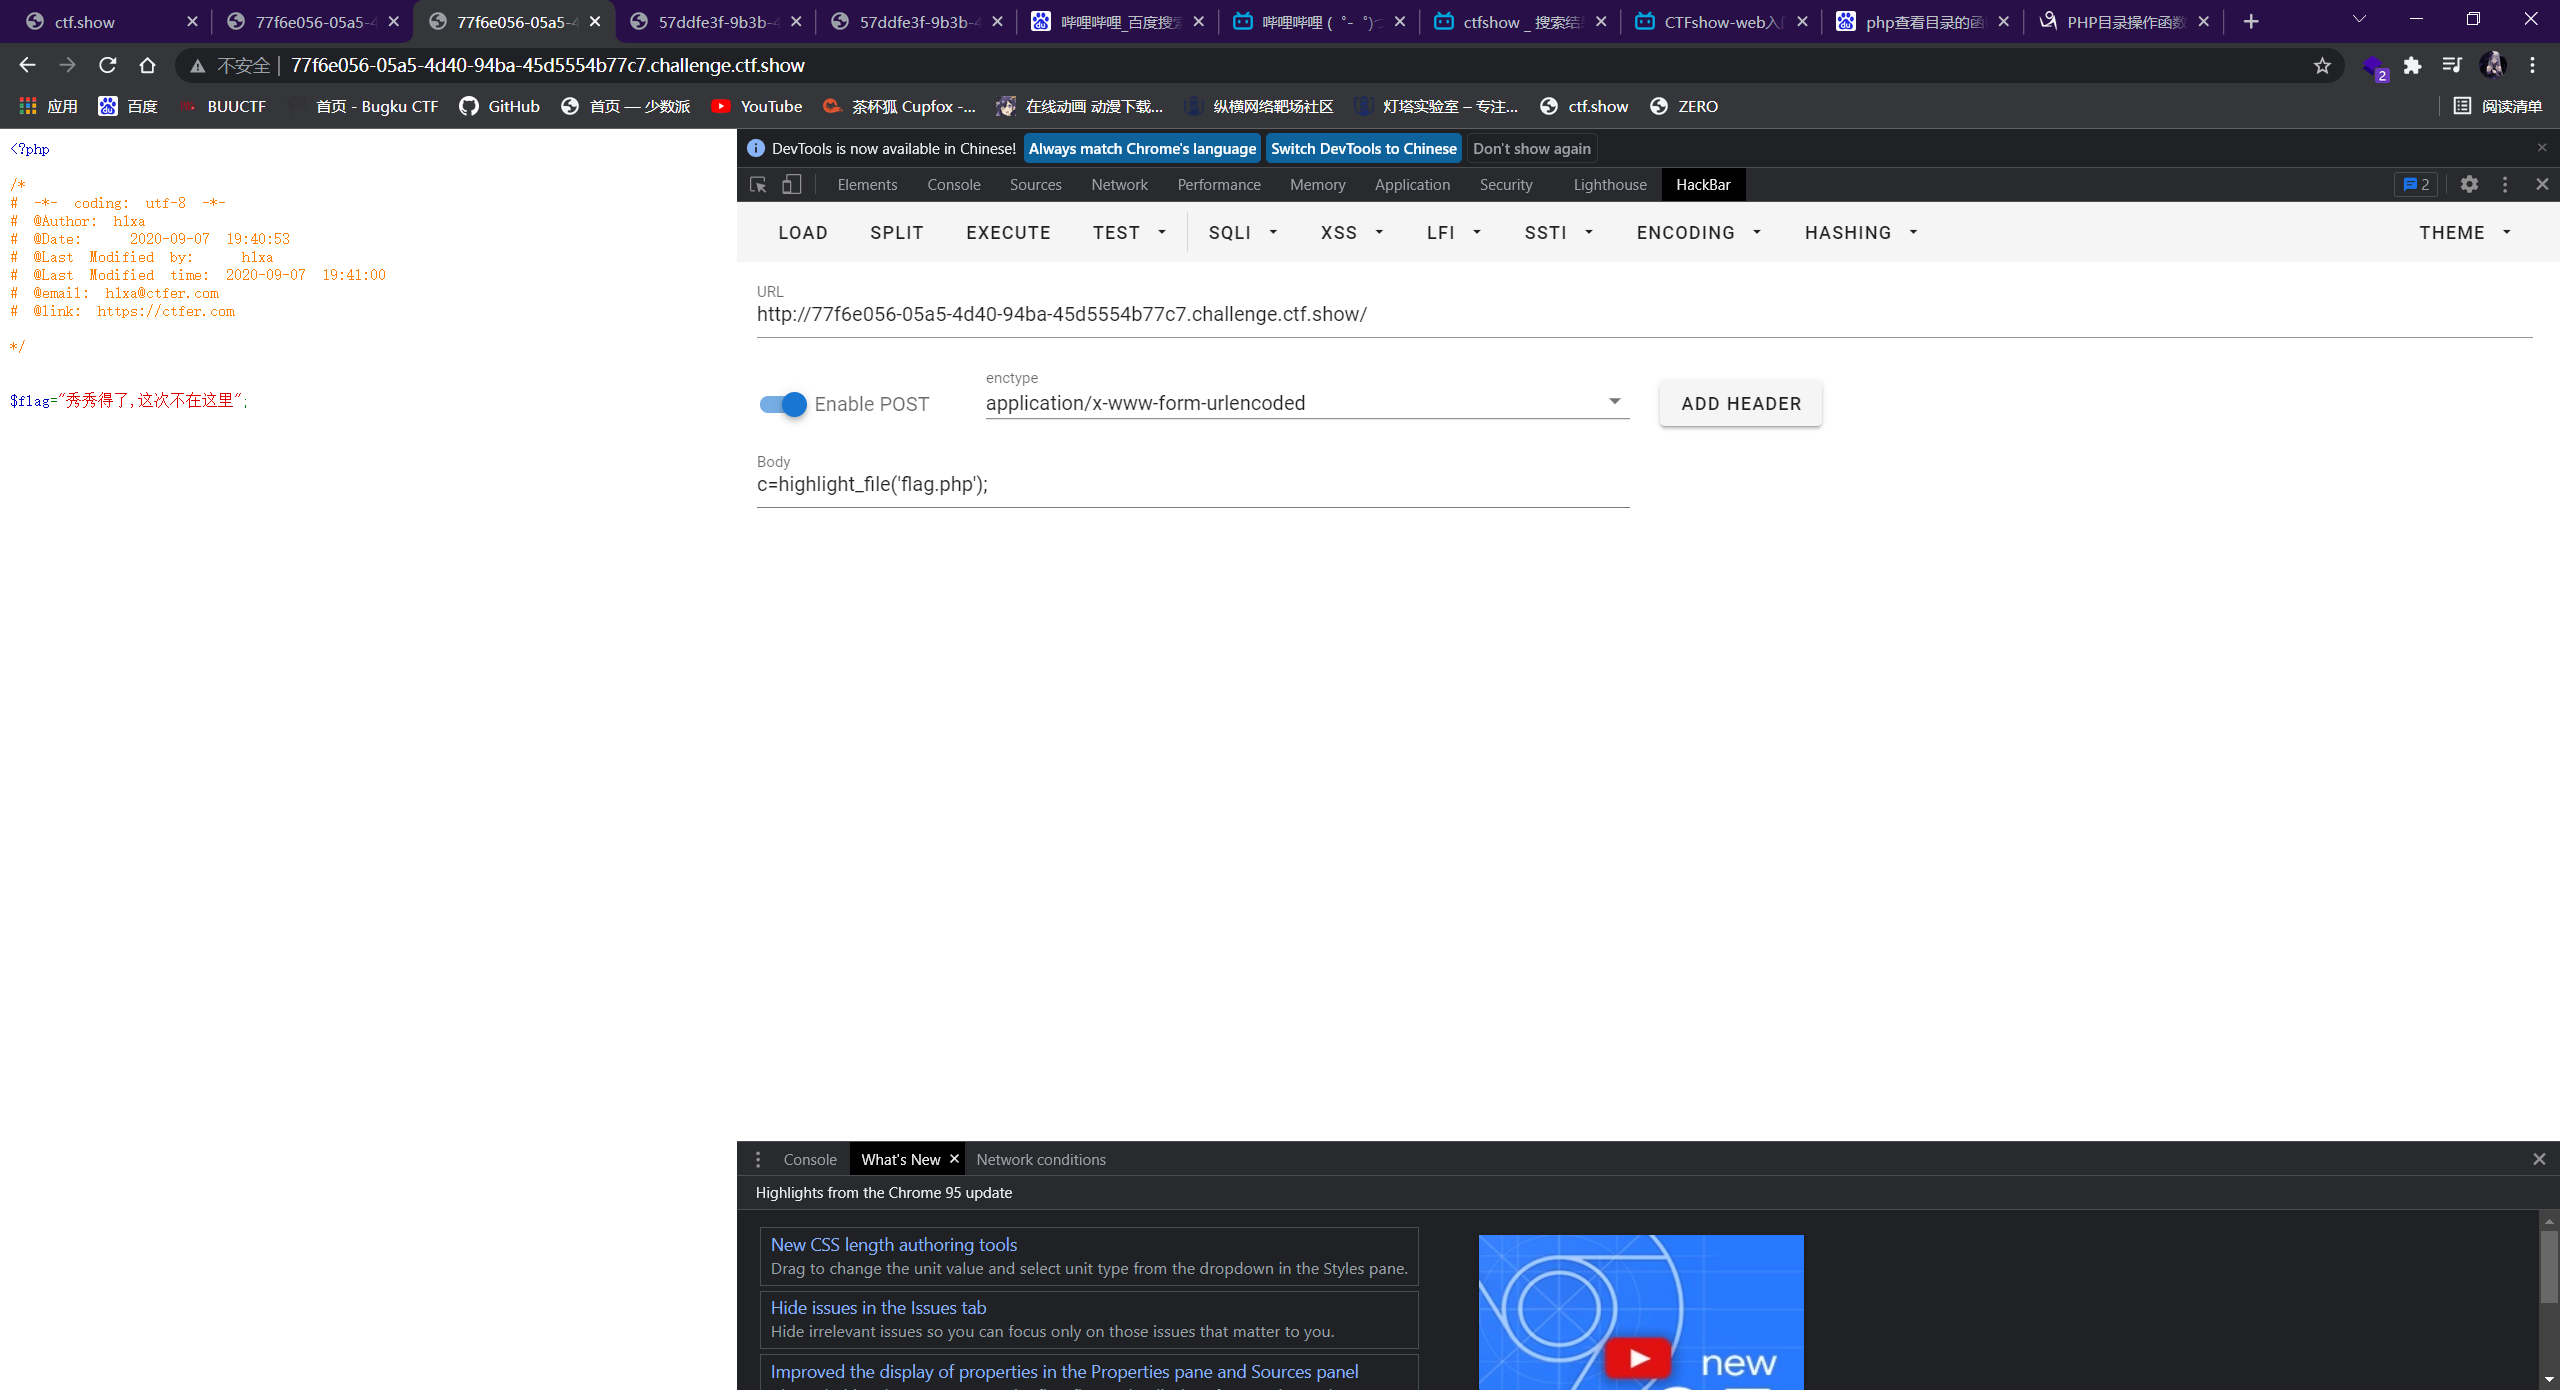 ctf.show
77f6e056-05a5-4
77f6e056-05a5-4
57ddfe3f-9b3b-4
57ddfe3f-9b3b-4
哔哩哔哩_百度搜索
哔哩哔哩 (゜-゜)つ
ctfshow _ 搜索结果
CTFshow-web入门
php查看目录的函
PHP目录操作函数
不安全
77f6e056-05a5-4d40-94ba-45d5554b77c7.challenge.ctf.show
2
应用
百度
BUUCTF
首页 - Bugku CTF
GitHub
首页 — 少数派
YouTube
茶杯狐 Cupfox -...
在线动画 动漫下载...
纵横网络靶场社区
灯塔实验室 – 专注...
ctf.show
ZERO
阅读清单
<?php
/*
# -*- coding: utf-8 -*-
# @Author: h1xa
# @Date: 2020-09-07 19:40:53
# @Last Modified by: h1xa
# @Last Modified time: 2020-09-07 19:41:00
# @email: h1xa@ctfer.com
# @link: https://ctfer.com
*/
$flag="秀秀得了,这次不在这里";
DevTools is now available in Chinese!
Always match Chrome's language
Switch DevTools to Chinese
Don't show again
Elements
Console
Sources
Network
Performance
Memory
Application
Security
Lighthouse
HackBar
2
LOAD
SPLIT
EXECUTE
TEST
SQLI
XSS
LFI
SSTI
ENCODING
HASHING
THEME
URL
http://77f6e056-05a5-4d40-94ba-45d5554b77c7.challenge.ctf.show/
Enable POST
enctype
application/x-www-form-urlencoded
ADD HEADER
Body
c=highlight_file('flag.php');
Console
What's New
Network conditions
Highlights from the Chrome 95 update
New CSS length authoring tools
Drag to change the unit value and select unit type from the dropdown in the Styles pane.
Hide issues in the Issues tab
Hide irrelevant issues so you can focus only on those issues that matter to you.
Improved the display of properties in the Properties pane and Sources panel
new